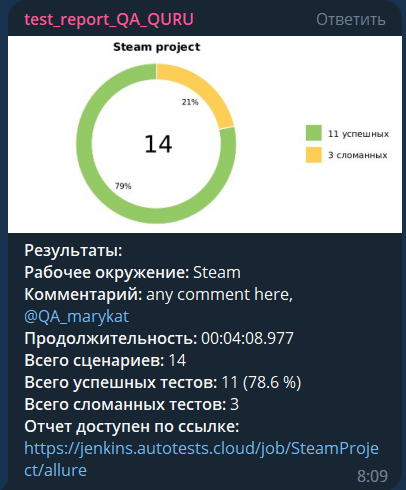 test_report_QA_QURU
Ответить
Steam project
21%
11 успешных
3 сломанных
14
79%
Результаты:
Рабочее окружение: Steam
Комментарий: any comment here,
@QA_marykat
Продолжительность: 00:04:08.977
Всего сценариев: 14
Всего успешных тестов: 11 (78.6 %)
Всего сломанных тестов: 3
Отчет доступен по ссылке:
https://jenkins.autotests.cloud/job/SteamProje
ct/allure
8:09